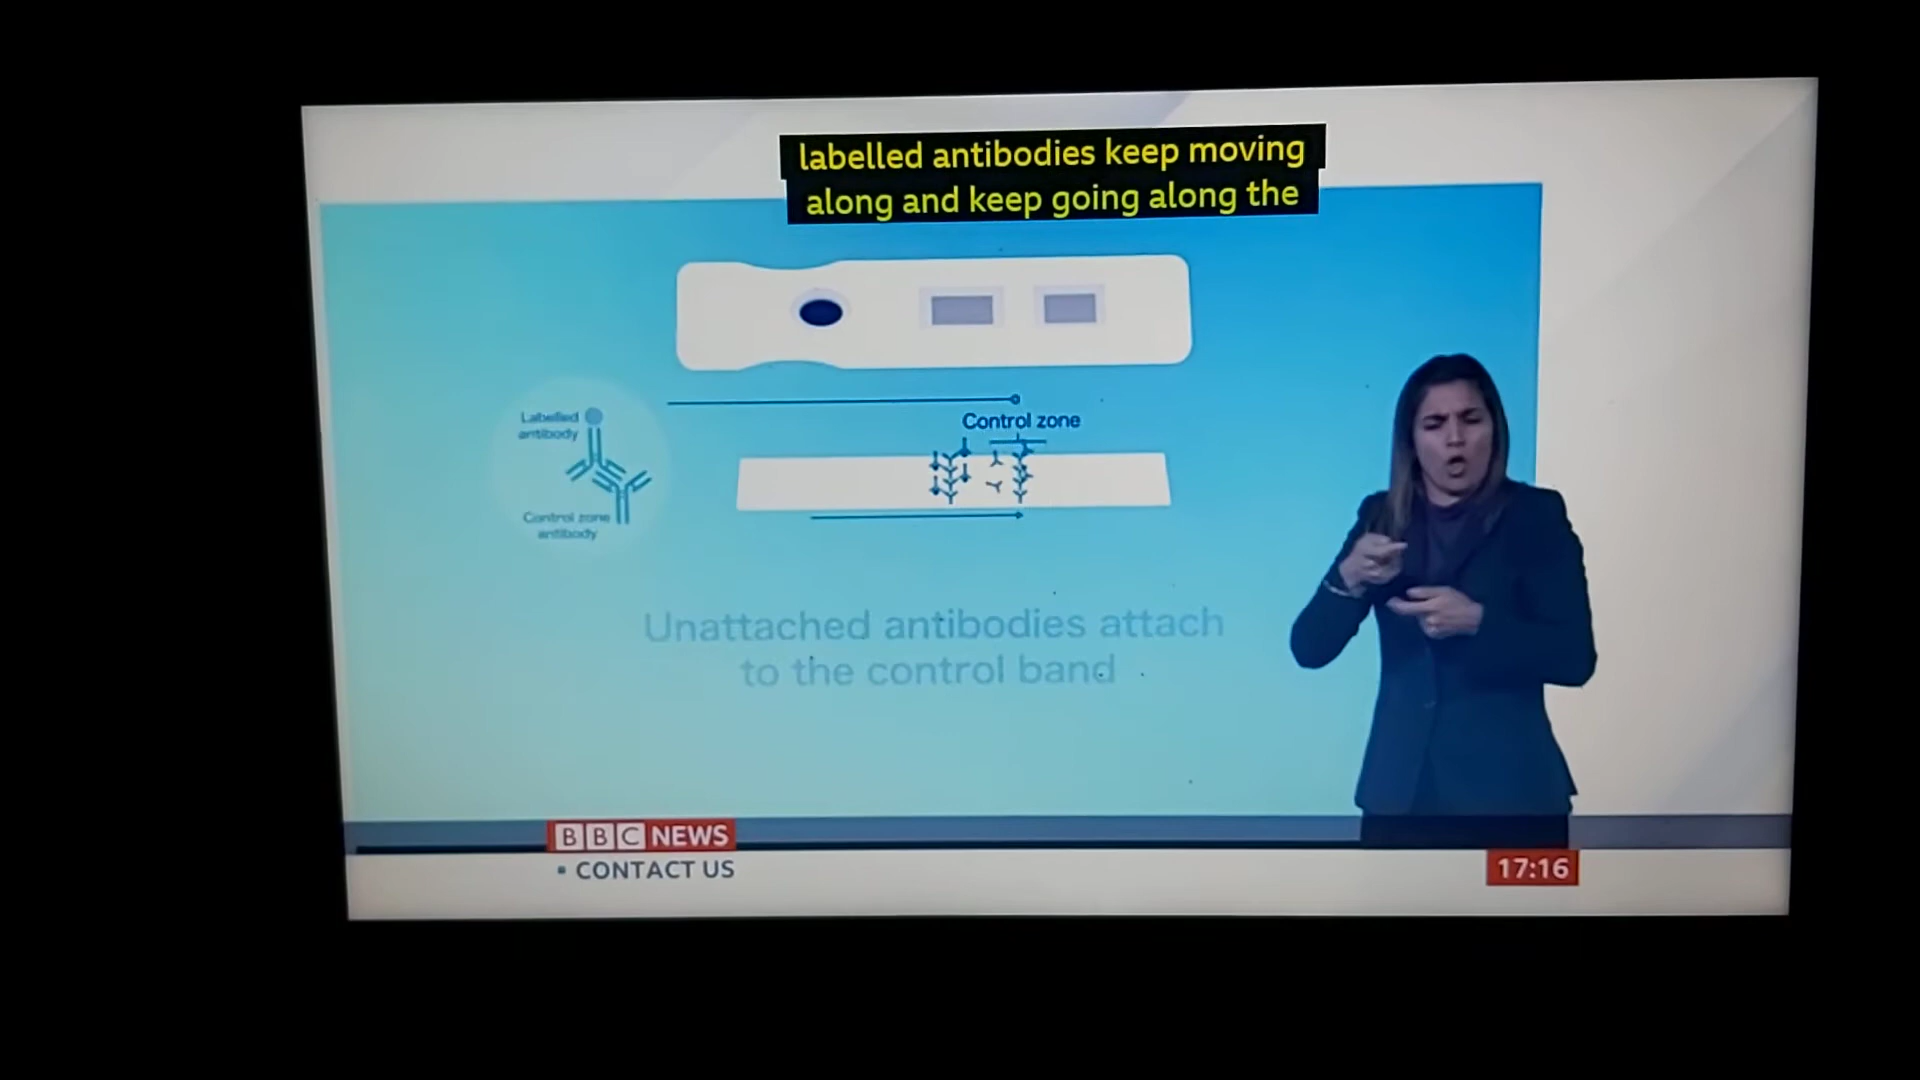 labelled antibodies keep moving
along and keep going along the
Labelled
antibody
Control zone
Control zone
antibody
Unattached antibodies attach
to the control band
BBC NEWS
▪ CONTACT US
17:16